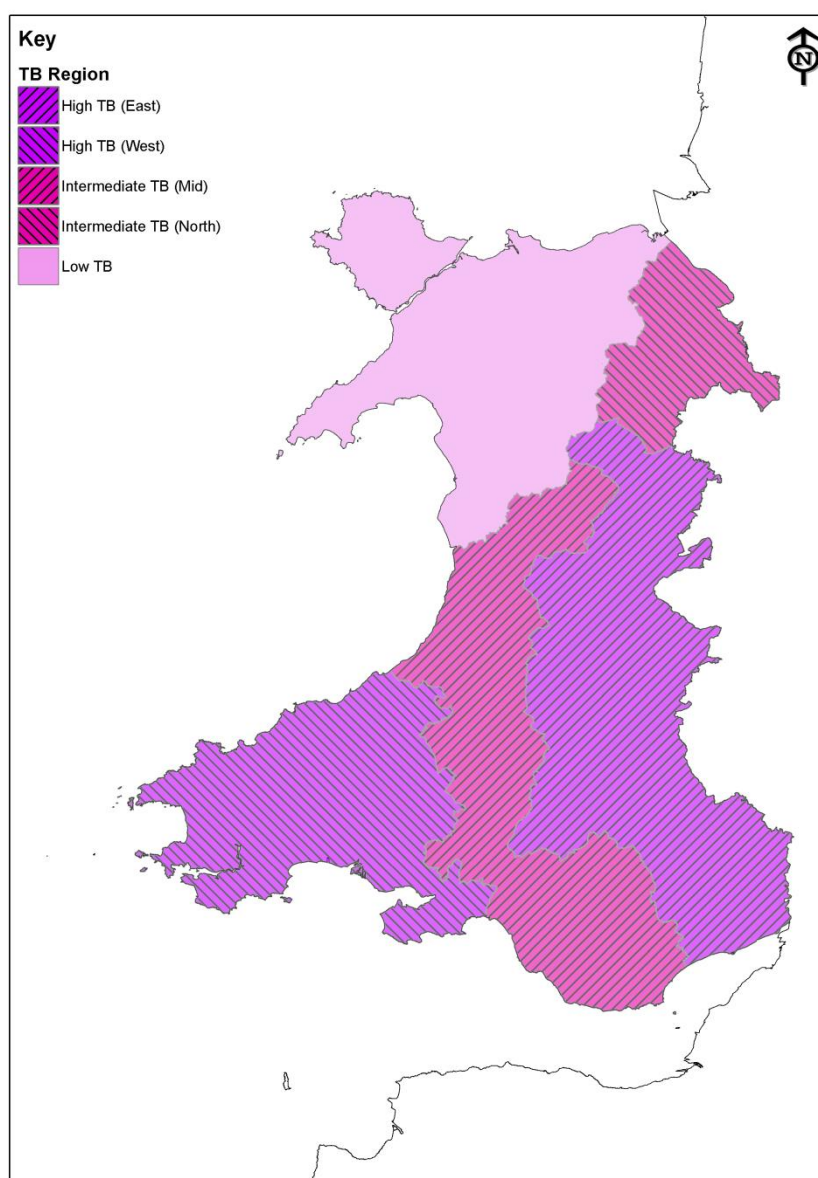 Key
N
TB Region
High TB (East)
High TB (West)
Intermediate TB (Mid)
Intermediate TB (North)
Low TB